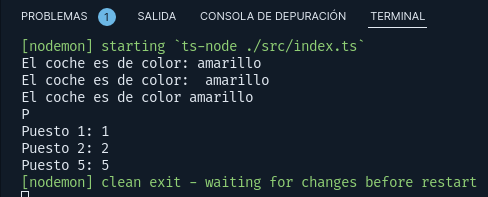 PROBLEMAS 1 SALIDA CONSOLA DE DEPURACIÓN TERMINAL
[nodemon] starting `ts-node ./src/index.ts`
El coche es de color: amarillo
El coche es de color:  amarillo
El coche es de color amarillo
P
Puesto 1: 1
Puesto 2: 2
Puesto 5: 5
[nodemon] clean exit - waiting for changes before restart